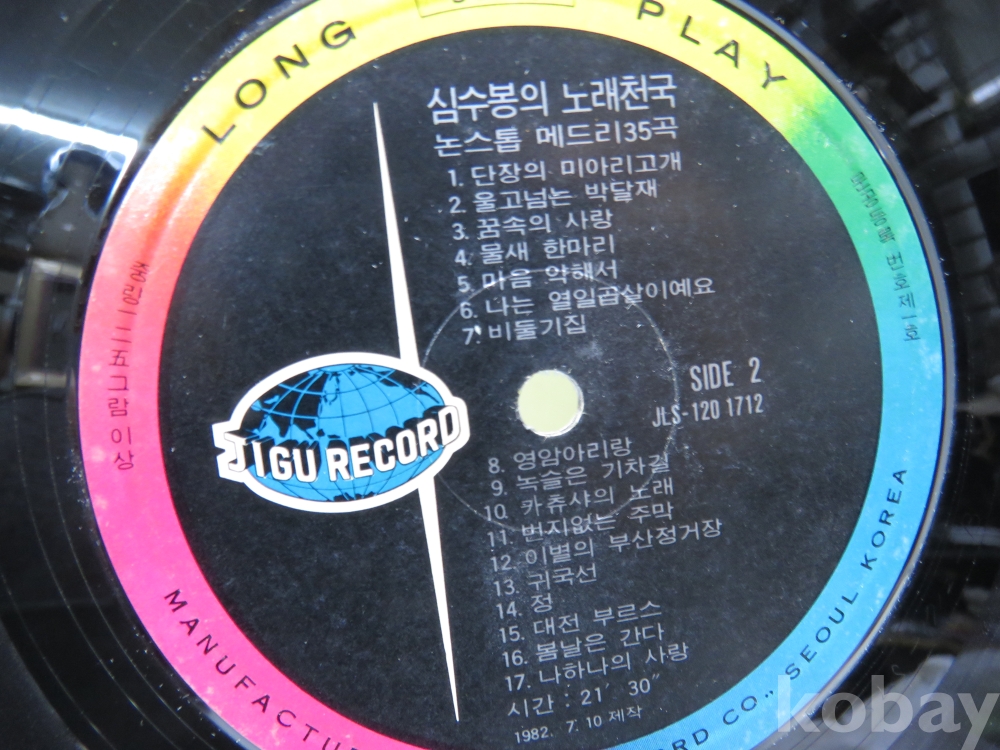 LONG PLAY
심수봉의 노래천국
논스톱 메드리35곡
1. 단장의 미아리고개
2. 울고넘는 박달재
3. 꿈속의 사랑
4. 물새 한마리
5. 마음 약해서
6. 나는 열일곱살이예요
7. 비둘기집
SIDE 2
JLS-120 1712
JIGU RECORD
8. 영암아리랑
9. 녹슬은 기차길
10. 카츄샤의 노래
11. 번지없는 주막
12. 이별의 부산정거장
13. 귀국선
14. 정
15. 대전 부르스
16. 봄날은 간다
17. 나하나의 사랑
시간 : 21′ 30″
1982. 7. 10 제작
중량一二五그람이상
번호제一호
MANUFACTU
RD CO., SEOUL KOREA
kobay